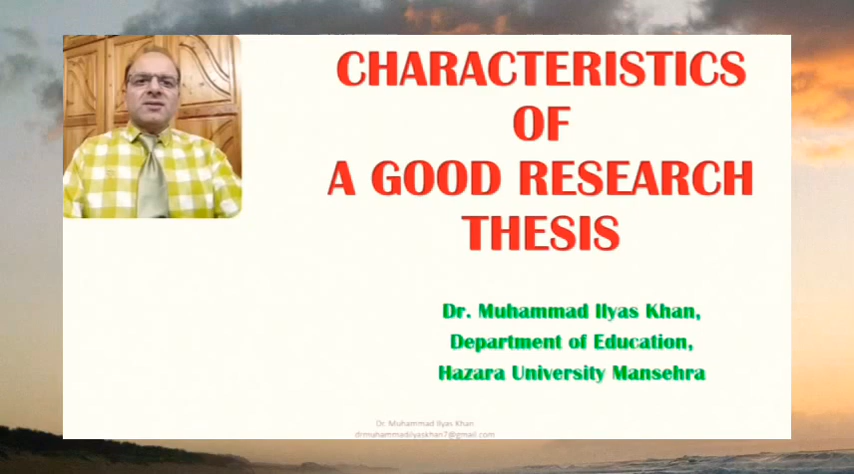 CHARACTERISTICS
OF
A GOOD RESEARCH
THESIS
Dr. Muhammad Ilyas Khan,
Department of Education,
Hazara University Mansehra
Dr. Muhammad Ilyas Khan
drmuhammadilyaskhan7@gmail.com